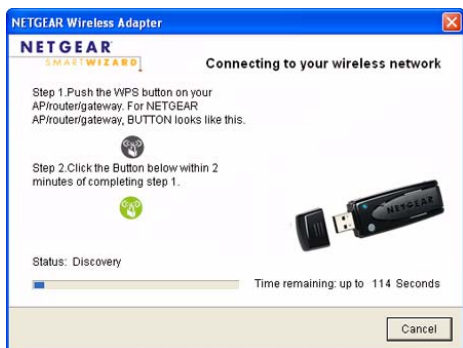 NETGEAR Wireless Adapter
NETGEAR
SMARTWIZARD
Connecting to your wireless network
Step 1.Push the WPS button on your
AP/router/gateway. For NETGEAR
AP/router/gateway, BUTTON looks like this.
Step 2.Click the Button below within 2
minutes of completing step 1.
NETGEAR
Status: Discovery
Time remaining: up to 114 Seconds
Cancel